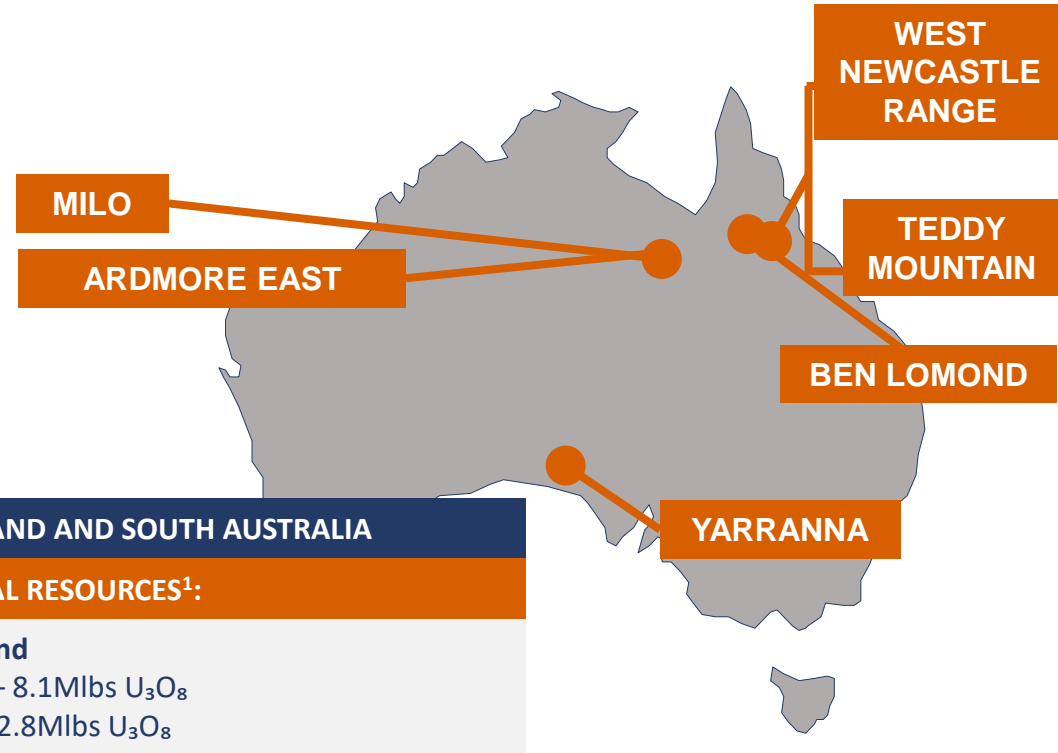 WEST
NEWCASTLE
RANGE
MILO
ARDMORE EAST
TEDDY
MOUNTAIN
BEN LOMOND
YARRANNA
AND AND SOUTH AUSTRALIA
AL RESOURCES¹:
nd
- 8.1Mlbs U₃O₈
2.8Mlbs U₃O₈